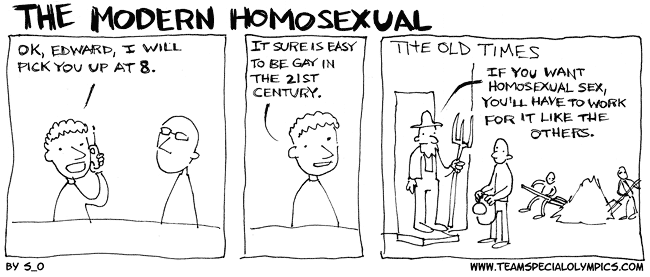 THE MODERN HOMOSEXUAL
OK, EDWARD, I WILL
PICK YOU UP AT 8.
IT SURE IS EASY
TO BE GAY IN
THE 21ST
CENTURY.
THE OLD TIMES
IF YOU WANT
HOMOSEXUAL SEX,
YOU'LL HAVE TO WORK
FOR IT LIKE THE
OTHERS.
BY S_O
WWW.TEAMSPECIALOLYMPICS.COM